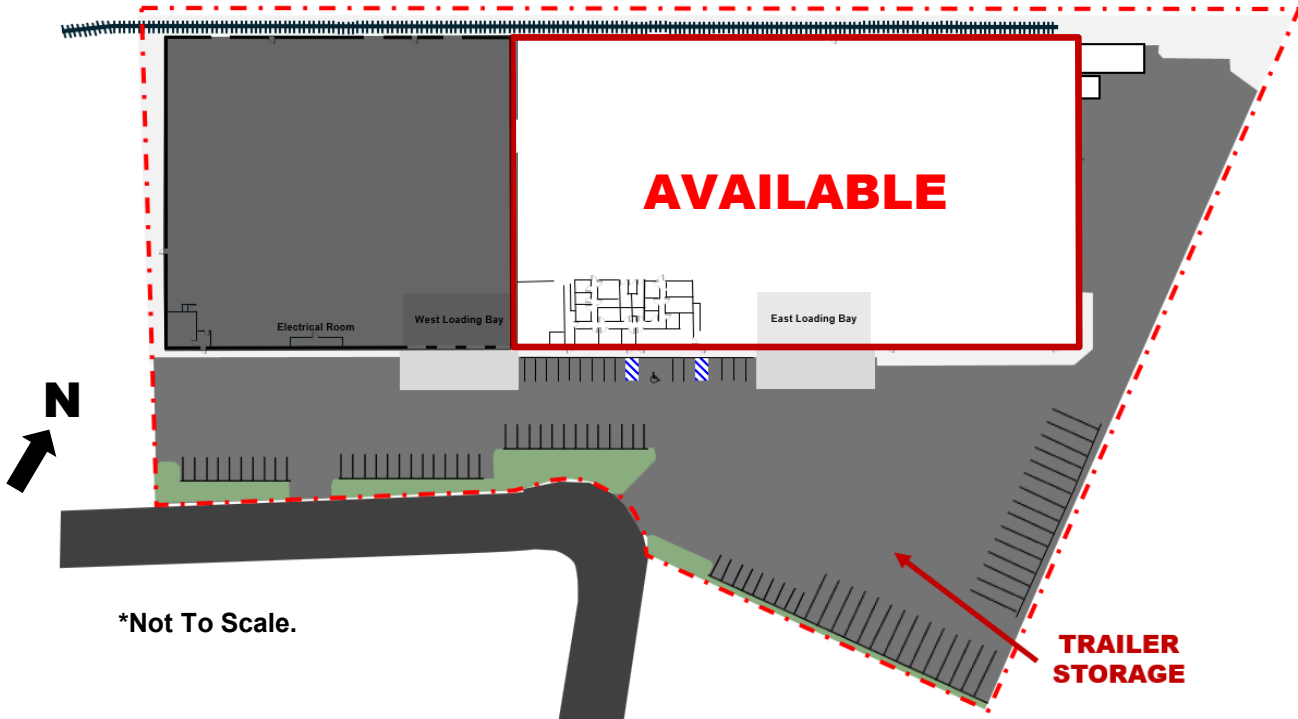 AVAILABLE
Electrical Room
West Loading Bay
East Loading Bay
N
*Not To Scale.
TRAILER
STORAGE